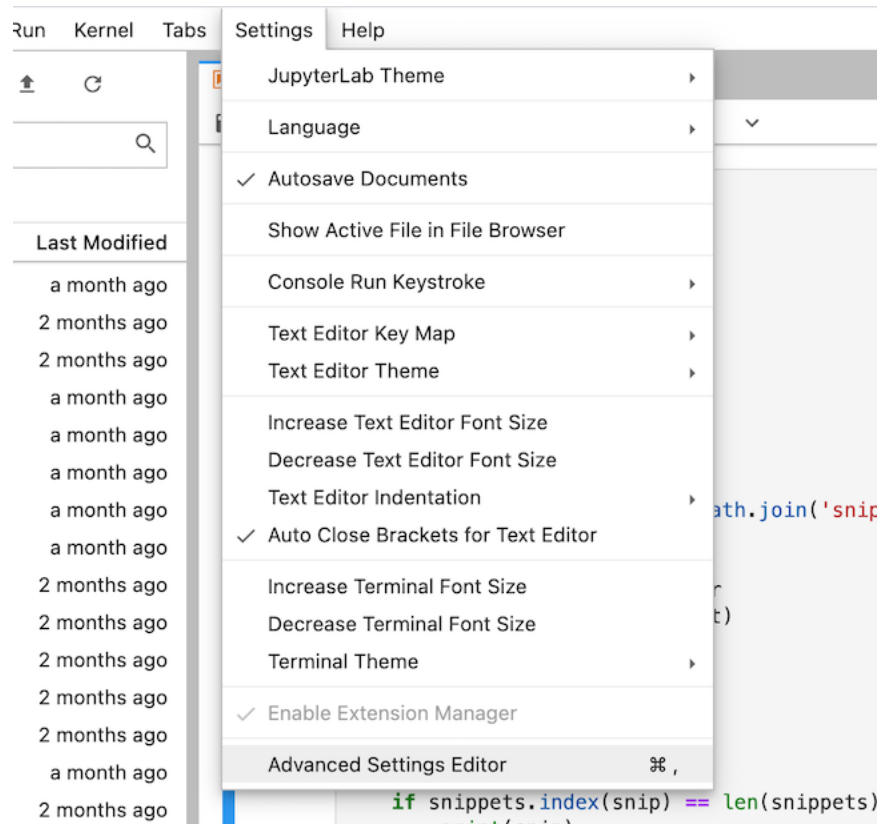 Run Kernel Tabs Settings Help
JupyterLab Theme
Language
Autosave Documents
Show Active File in File Browser
Console Run Keystroke
Text Editor Key Map
Text Editor Theme
Increase Text Editor Font Size
Decrease Text Editor Font Size
Text Editor Indentation
Auto Close Brackets for Text Editor
Increase Terminal Font Size
Decrease Terminal Font Size
Terminal Theme
Enable Extension Manager
Advanced Settings Editor ⌘ ,
Last Modified
a month ago
2 months ago
2 months ago
a month ago
a month ago
a month ago
a month ago
a month ago
2 months ago
2 months ago
2 months ago
2 months ago
2 months ago
a month ago
2 months ago
ath.join('snip
r
t)
if snippets.index(snip) == len(snippets)